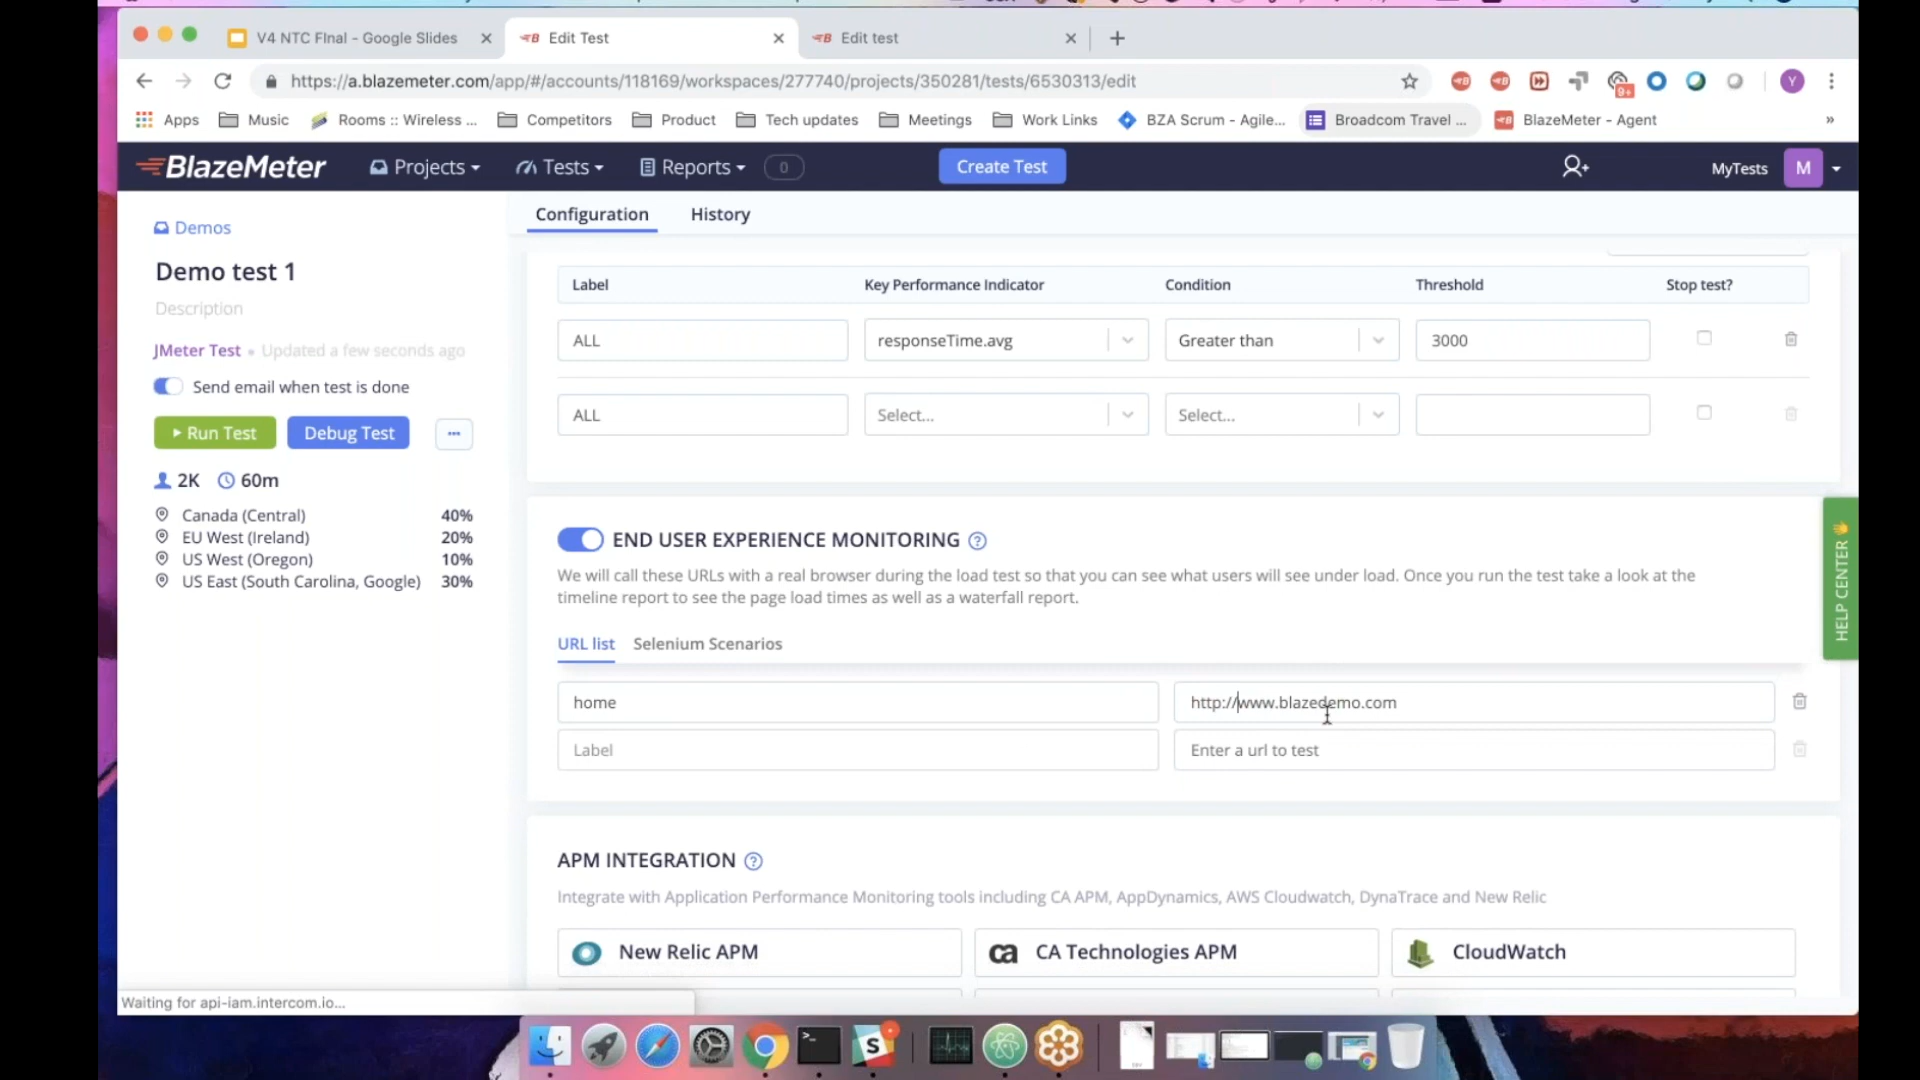 V4 NTC FInal - Google Slides
Edit Test
Edit test
https://a.blazemeter.com/app/#/accounts/118169/workspaces/277740/projects/350281/tests/6530313/edit
9+
Y
Apps
Music
Rooms :: Wireless ...
Competitors
Product
Tech updates
Meetings
Work Links
BZA Scrum - Agile...
Broadcom Travel ...
BlazeMeter - Agent
»
BlazeMeter
Projects
Tests
Reports
0
Create Test
MyTests
M
Demos
Configuration
History
Demo test 1
Description
JMeter Test • Updated a few seconds ago
Send email when test is done
Run Test
Debug Test
...
2K
60m
Canada (Central) 40%
EU West (Ireland) 20%
US West (Oregon) 10%
US East (South Carolina, Google) 30%
Label
Key Performance Indicator
Condition
Threshold
Stop test?
ALL
responseTime.avg
Greater than
3000
ALL
Select...
Select...
END USER EXPERIENCE MONITORING ?
We will call these URLs with a real browser during the load test so that you can see what users will see under load. Once you run the test take a look at the
timeline report to see the page load times as well as a waterfall report.
URL list
Selenium Scenarios
home
http://www.blazedemo.com
Label
Enter a url to test
HELP CENTER
APM INTEGRATION ?
Integrate with Application Performance Monitoring tools including CA APM, AppDynamics, AWS Cloudwatch, DynaTrace and New Relic
New Relic APM
ca CA Technologies APM
CloudWatch
Waiting for api-iam.intercom.io...
S